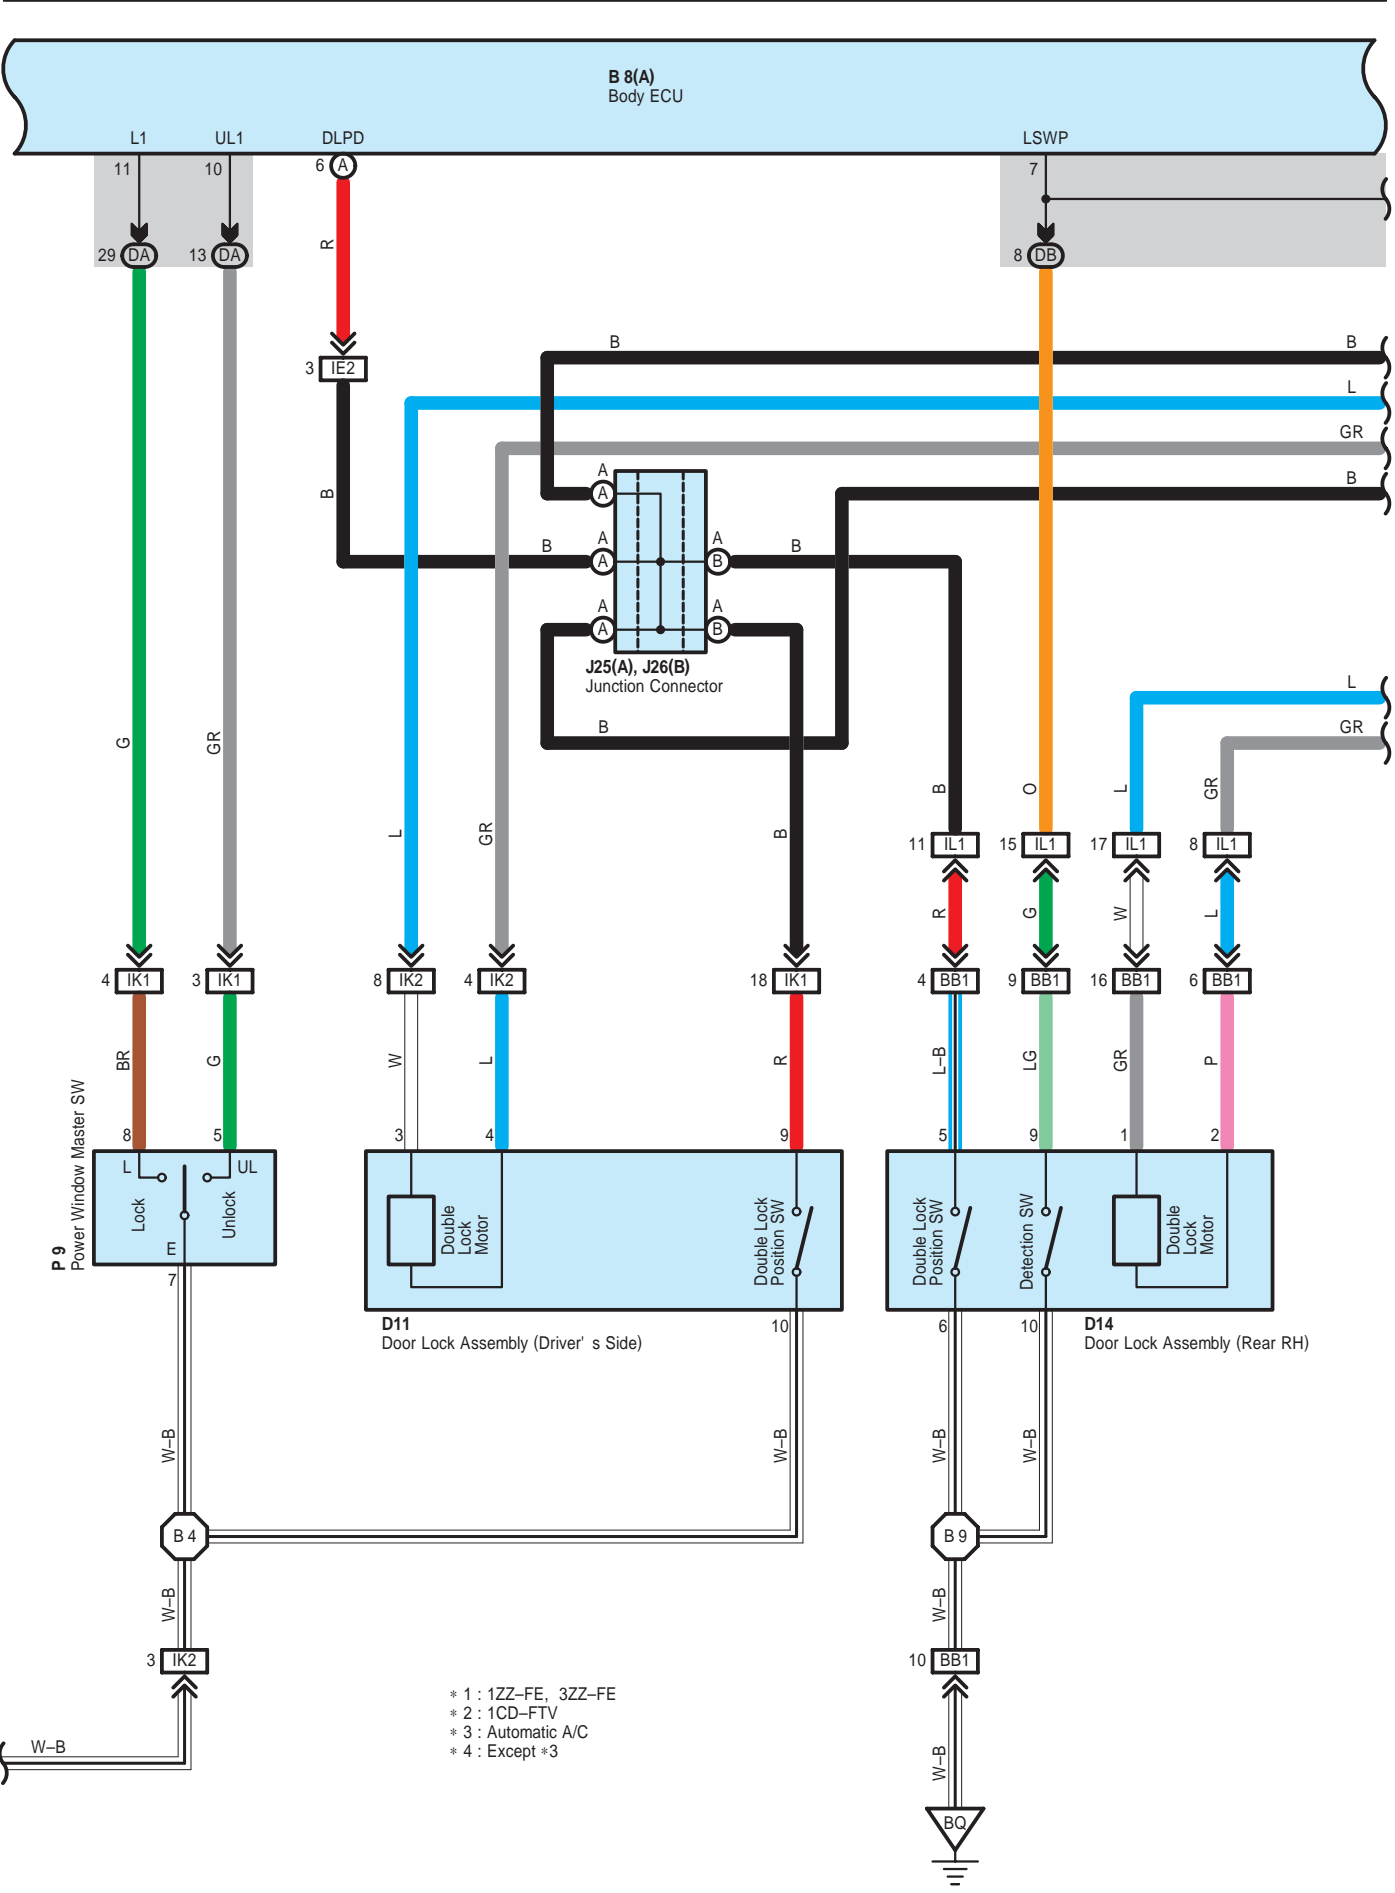 B 8(A)
Body ECU
L1 UL1 DLPD LSWP
11 10 6 A 7
R
29 DA 13 DA 8 DB
B B
3 IE2
L
GR
A
B
A
B
A A
B B
A B
A A
A B
J25(A), J26(B)
Junction Connector
L
B
GR
G GR
B O L GR
L GR B
11 IL1 15 IL1 17 IL1 8 IL1
R G W L
4 IK1 3 IK1 8 IK2 4 IK2 18 IK1 4 BB1 9 BB1 16 BB1 6 BB1
BR G W L R L–B LG GR P
8 5 3 4 9 5 9 1 2
P 9
Power Window Master SW
L UL
Lock
Unlock
E
7
Double
Lock
Motor
Double Lock
Position SW
Double Lock
Position SW
Detection SW
Double
Lock
Motor
D11
Door Lock Assembly (Driver' s Side)
10
6 10
D14
Door Lock Assembly (Rear RH)
W–B W–B W–B W–B
B 4 B 9
W–B W–B
3 IK2 10 BB1
∗ 1 : 1ZZ–FE, 3ZZ–FE
∗ 2 : 1CD–FTV
∗ 3 : Automatic A/C
∗ 4 : Except ∗3
W–B W–B
BQ